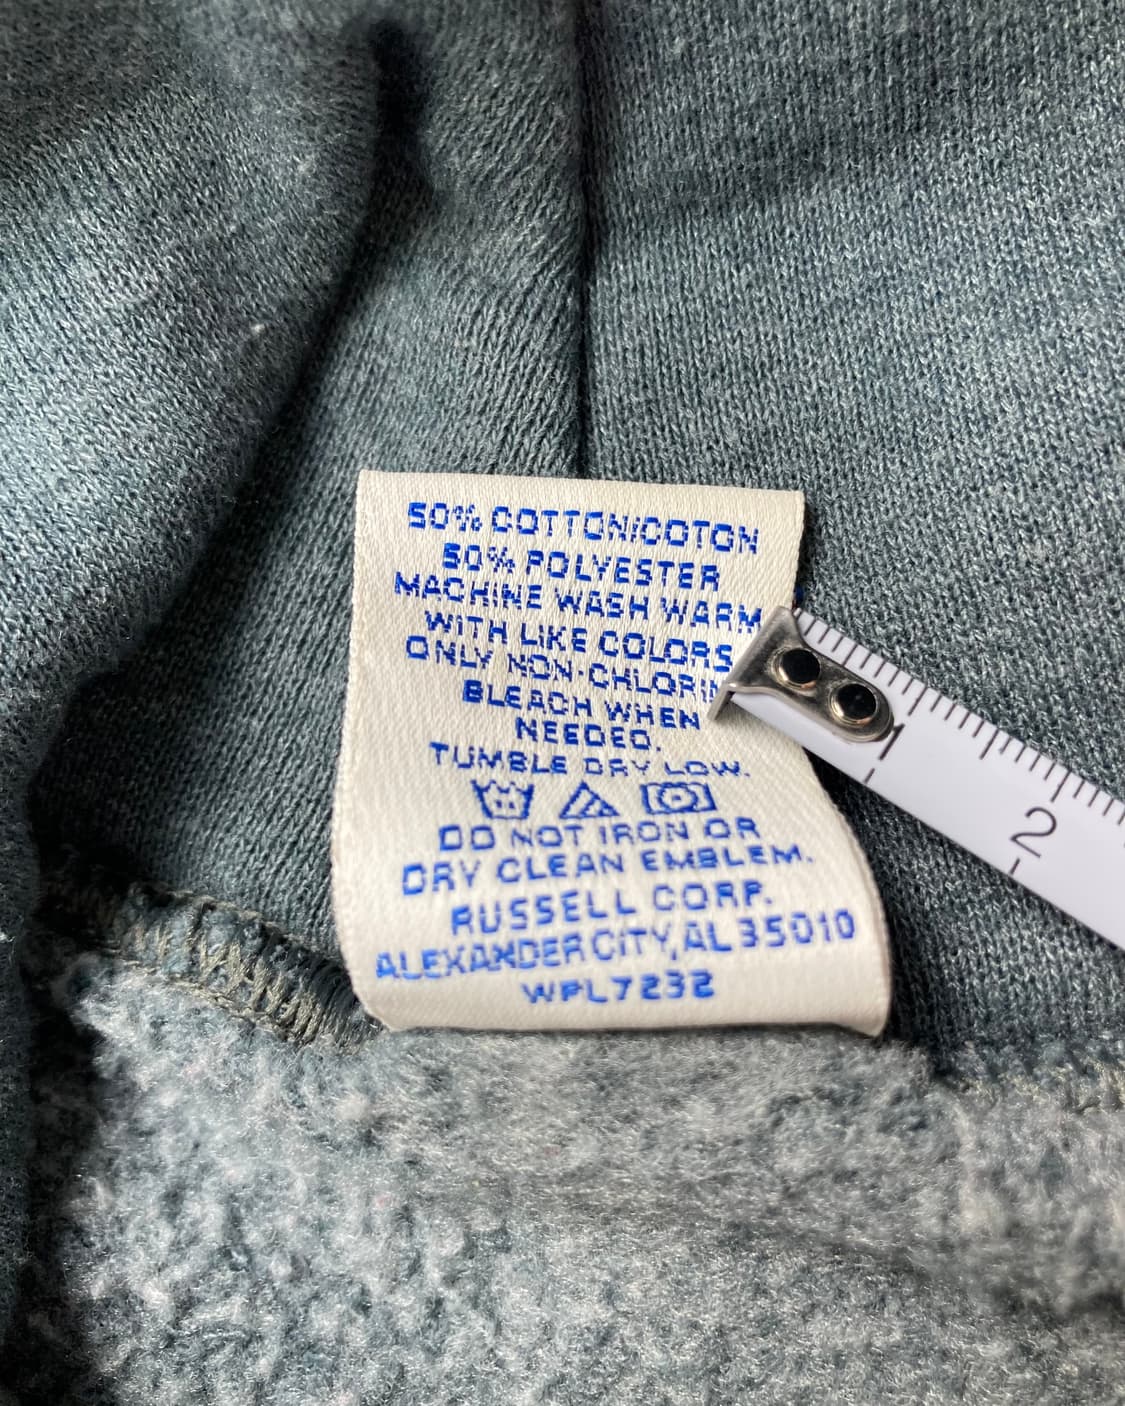 50% COTTON/COTON
50% POLYESTER
MACHINE WASH WARM
WITH LIKE COLORS
ONLY NON-CHLORIN
BLEACH WHEN
NEEDED.
TUMBLE DRY LOW.
DO NOT IRON OR
DRY CLEAN EMBLEM.
RUSSELL CORP.
ALEXANDER CITY, AL 35010
WPL7232
1
2